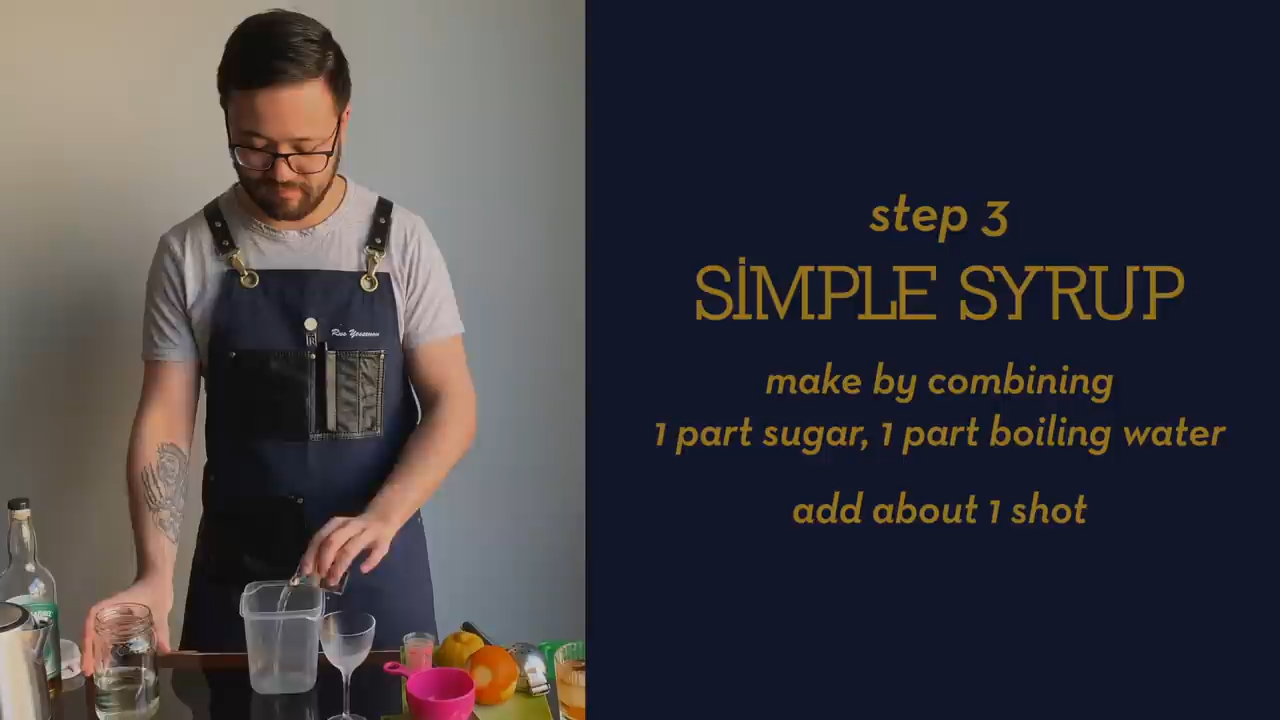 step 3
SİMPLE SYRUP
make by combining
1 part sugar, 1 part boiling water
add about 1 shot